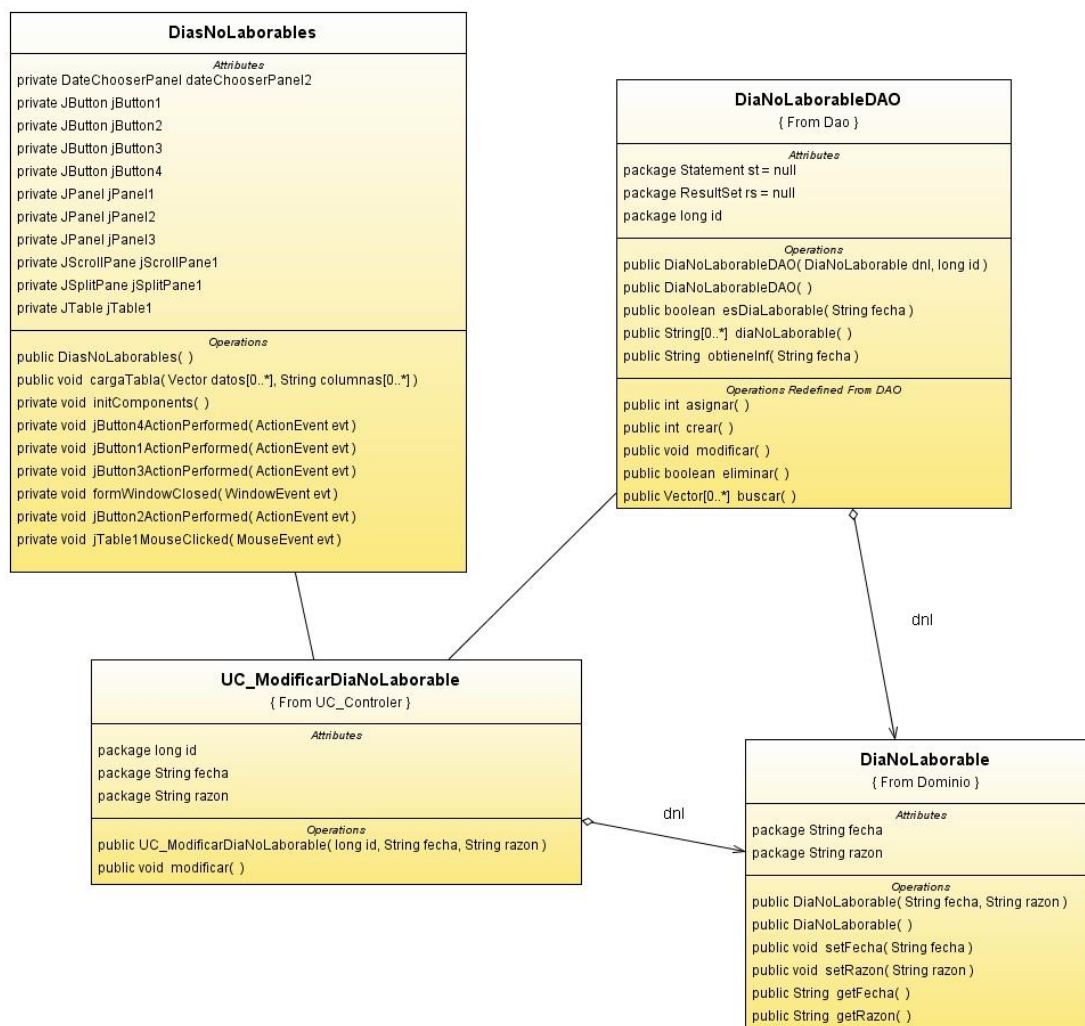 DiasNoLaborables
Attributes
private DateChooserPanel dateChooserPanel2
private JButton jButton1
private JButton jButton2
private JButton jButton3
private JButton jButton4
private JPanel jPanel1
private JPanel jPanel2
private JPanel jPanel3
private JScrollPane jScrollPane1
private JSplitPane jSplitPane1
private JTable jTable1
Operations
public DiasNoLaborables( )
public void cargaTabla( Vector datos[0..*], String columnas[0..*] )
private void initComponents( )
private void jButton4ActionPerformed( ActionEvent evt )
private void jButton1ActionPerformed( ActionEvent evt )
private void jButton3ActionPerformed( ActionEvent evt )
private void formWindowClosed( WindowEvent evt )
private void jButton2ActionPerformed( ActionEvent evt )
private void jTable1MouseClicked( MouseEvent evt )
DiaNoLaborableDAO
{ From Dao }
Attributes
package Statement st = null
package ResultSet rs = null
package long id
Operations
public DiaNoLaborableDAO( DiaNoLaborable dnl, long id )
public DiaNoLaborableDAO( )
public boolean esDiaLaborable( String fecha )
public String[0..*] diaNoLaborable( )
public String obtieneInf( String fecha )
Operations Redefined From DAO
public int asignar( )
public int crear( )
public void modificar( )
public boolean eliminar( )
public Vector[0..*] buscar( )
dnl
UC_ModificarDiaNoLaborable
{ From UC_Controler }
Attributes
package long id
package String fecha
package String razon
Operations
public UC_ModificarDiaNoLaborable( long id, String fecha, String razon )
public void modificar( )
dnl
DiaNoLaborable
{ From Dominio }
Attributes
package String fecha
package String razon
Operations
public DiaNoLaborable( String fecha, String razon )
public DiaNoLaborable( )
public void setFecha( String fecha )
public void setRazon( String razon )
public String getFecha( )
public String getRazon( )